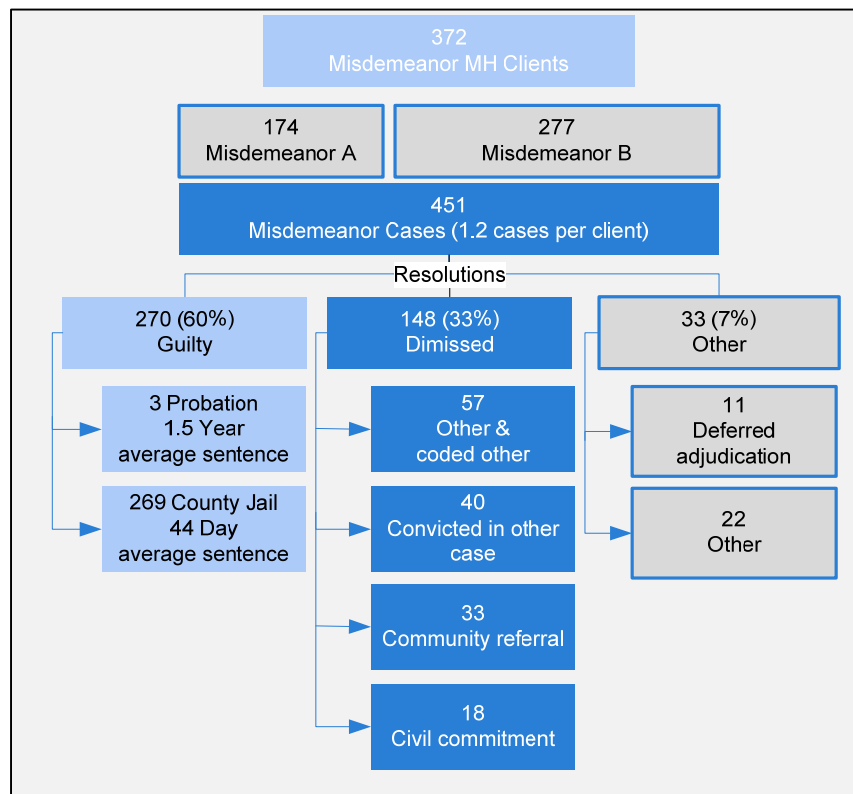 372
Misdemeanor MH Clients
174
Misdemeanor A
277
Misdemeanor B
451
Misdemeanor Cases (1.2 cases per client)
Resolutions
270 (60%)
Guilty
148 (33%)
Dimissed
33 (7%)
Other
3 Probation
1.5 Year
average sentence
269 County Jail
44 Day
average sentence
57
Other &
coded other
40
Convicted in other
case
33
Community referral
18
Civil commitment
11
Deferred
adjudication
22
Other